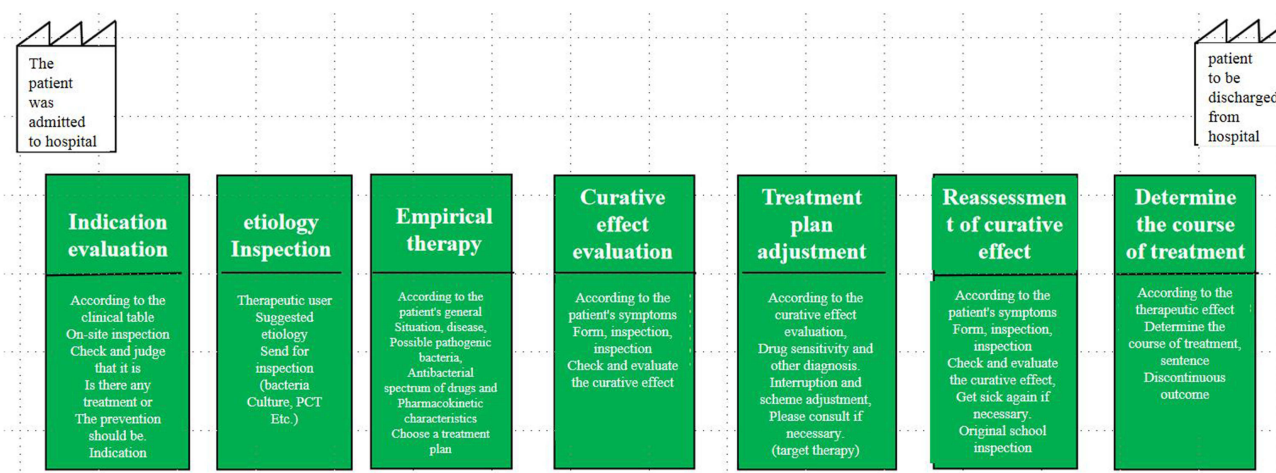 The
patient
was
admitted
to hospital
patient
to be
discharged
from
hospital
Indication
evaluation
According to the
clinical table
On-site inspection
Check and judge
that it is
Is there any
treatment or
The prevention
should be.
Indication
etiology
Inspection
Therapeutic user
Suggested
etiology
Send for
inspection
(bacteria
Culture, PCT
Etc.)
Empirical
therapy
According to the
patient's general
Situation, disease,
Possible pathogenic
bacteria,
Antibacterial
spectrum of drugs and
Pharmacokinetic
characteristics
Choose a treatment
plan
Curative
effect
evaluation
According to the
patient's symptoms
Form, inspection,
inspection
Check and evaluate
the curative effect
Treatment
plan
adjustment
According to the
curative effect
evaluation,
Drug sensitivity and
other diagnosis.
Interruption and
scheme adjustment,
Please consult if
necessary.
(target therapy)
Reassessmen
t of curative
effect
According to the
patient's symptoms
Form, inspection,
inspection
Check and evaluate
the curative effect,
Get sick again if
necessary.
Original school
inspection
Determine
the course
of treatment
According to the
therapeutic effect
Determine the
course of treatment,
sentence
Discontinuous
outcome